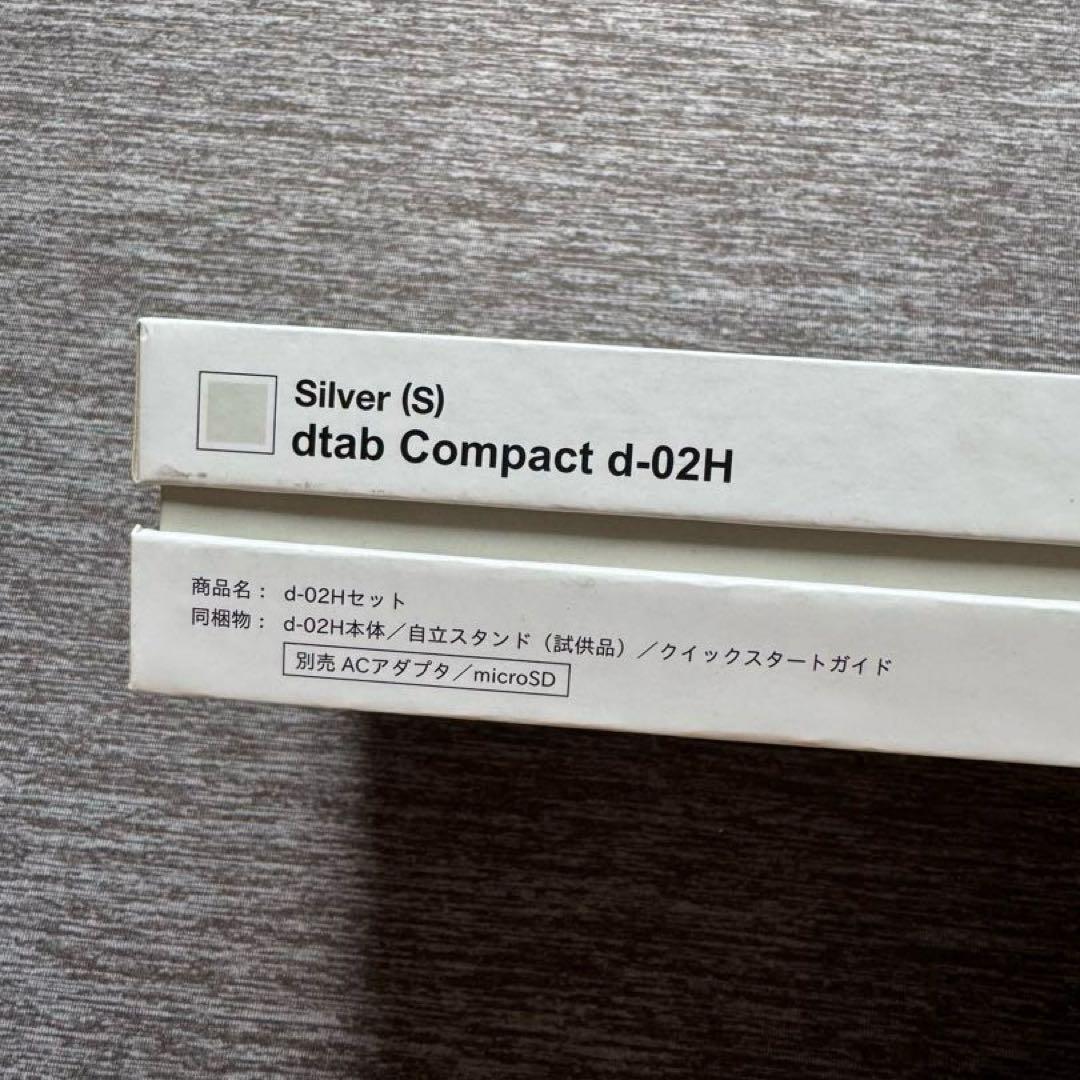 Silver (S)
dtab Compact d-02H
商品名： d-02Hセット
同梱物： d-02H本体／自立スタンド（試供品）／クイックスタートガイド
別売 ACアダプタ／microSD